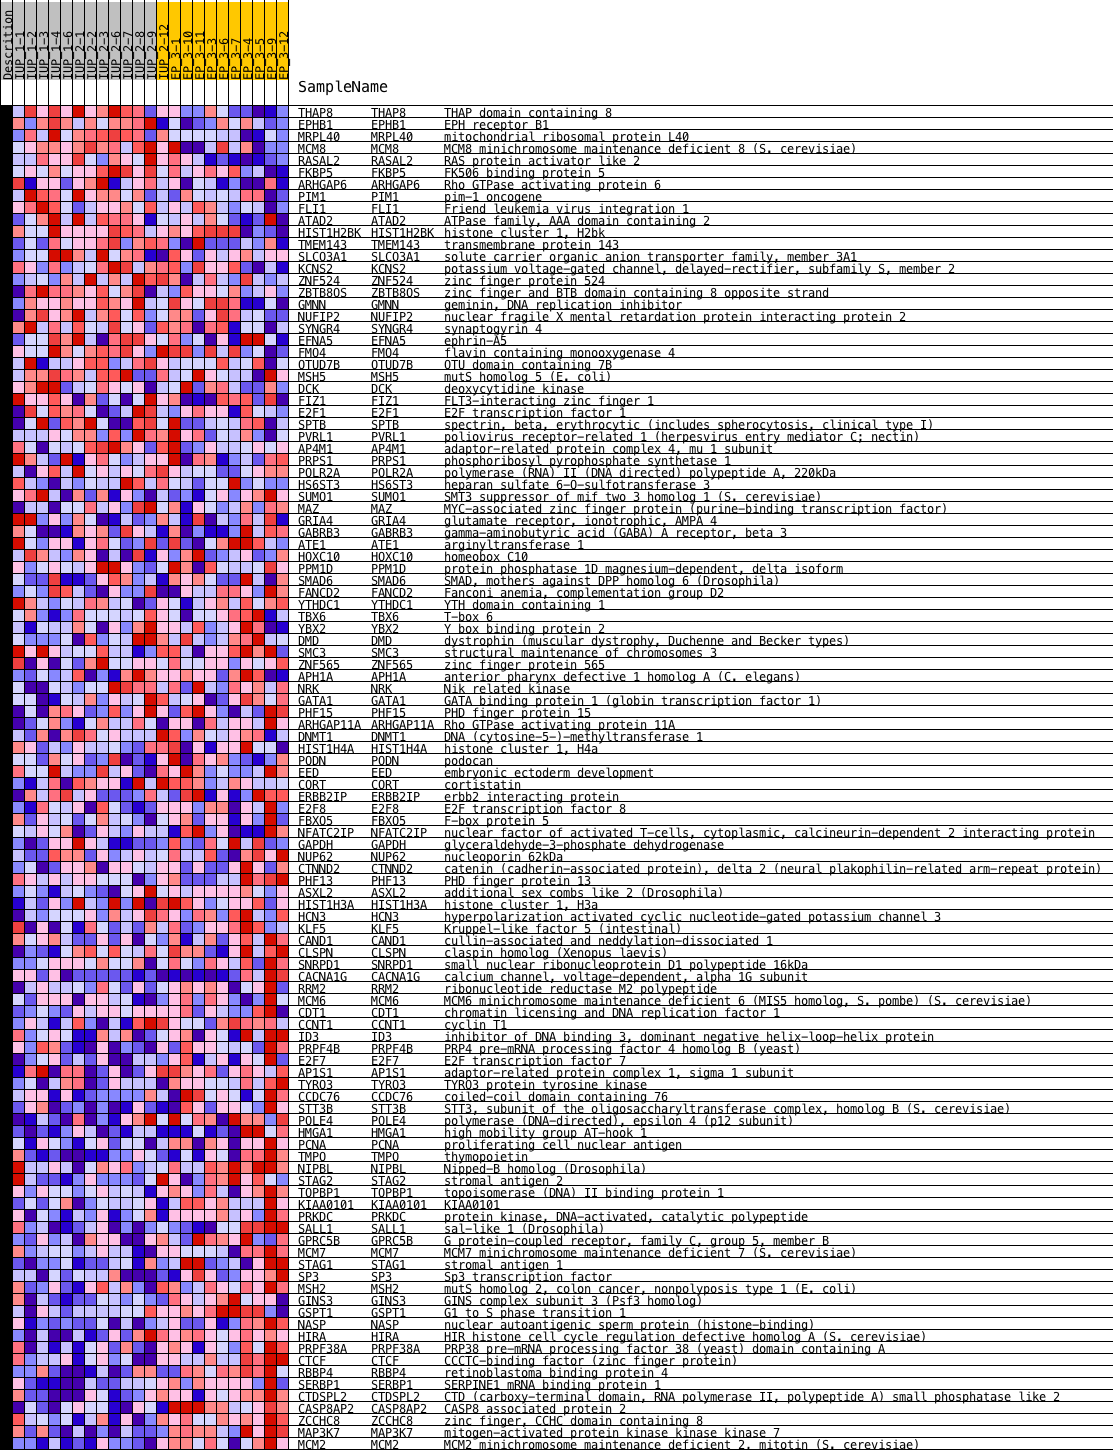 Descrition
IUP_1-1
IUP_1-2
IUP_1-3
IUP_1-4
IUP_1-6
IUP_2-1
IUP_2-2
IUP_2-3
IUP_2-6
IUP_2-7
IUP_2-8
IUP_2-9
IUP_2-12
EP_3-1
EP_3-10
EP_3-11
EP_3-3
EP_3-6
EP_3-7
EP_3-4
EP_3-5
EP_3-9
EP_3-12
SampleName
THAP8 THAP8 THAP domain containing 8
EPHB1 EPHB1 EPH receptor B1
MRPL40 MRPL40 mitochondrial ribosomal protein L40
MCM8 MCM8 MCM8 minichromosome maintenance deficient 8 (S. cerevisiae)
RASAL2 RASAL2 RAS protein activator like 2
FKBP5 FKBP5 FK506 binding protein 5
ARHGAP6 ARHGAP6 Rho GTPase activating protein 6
PIM1 PIM1 pim-1 oncogene
FLI1 FLI1 Friend leukemia virus integration 1
ATAD2 ATAD2 ATPase family, AAA domain containing 2
HIST1H2BK HIST1H2BK histone cluster 1, H2bk
TMEM143 TMEM143 transmembrane protein 143
SLCO3A1 SLCO3A1 solute carrier organic anion transporter family, member 3A1
KCNS2 KCNS2 potassium voltage-gated channel, delayed-rectifier, subfamily S, member 2
ZNF524 ZNF524 zinc finger protein 524
ZBTB8OS ZBTB8OS zinc finger and BTB domain containing 8 opposite strand
GMNN GMNN geminin, DNA replication inhibitor
NUFIP2 NUFIP2 nuclear fragile X mental retardation protein interacting protein 2
SYNGR4 SYNGR4 synaptogyrin 4
EFNA5 EFNA5 ephrin-A5
FMO4 FMO4 flavin containing monooxygenase 4
OTUD7B OTUD7B OTU domain containing 7B
MSH5 MSH5 mutS homolog 5 (E. coli)
DCK DCK deoxycytidine kinase
FIZ1 FIZ1 FLT3-interacting zinc finger 1
E2F1 E2F1 E2F transcription factor 1
SPTB SPTB spectrin, beta, erythrocytic (includes spherocytosis, clinical type I)
PVRL1 PVRL1 poliovirus receptor-related 1 (herpesvirus entry mediator C; nectin)
AP4M1 AP4M1 adaptor-related protein complex 4, mu 1 subunit
PRPS1 PRPS1 phosphoribosyl pyrophosphate synthetase 1
POLR2A POLR2A polymerase (RNA) II (DNA directed) polypeptide A, 220kDa
HS6ST3 HS6ST3 heparan sulfate 6-O-sulfotransferase 3
SUMO1 SUMO1 SMT3 suppressor of mif two 3 homolog 1 (S. cerevisiae)
MAZ MAZ MYC-associated zinc finger protein (purine-binding transcription factor)
GRIA4 GRIA4 glutamate receptor, ionotrophic, AMPA 4
GABRB3 GABRB3 gamma-aminobutyric acid (GABA) A receptor, beta 3
ATE1 ATE1 arginyltransferase 1
HOXC10 HOXC10 homeobox C10
PPM1D PPM1D protein phosphatase 1D magnesium-dependent, delta isoform
SMAD6 SMAD6 SMAD, mothers against DPP homolog 6 (Drosophila)
FANCD2 FANCD2 Fanconi anemia, complementation group D2
YTHDC1 YTHDC1 YTH domain containing 1
TBX6 TBX6 T-box 6
YBX2 YBX2 Y box binding protein 2
DMD DMD dystrophin (muscular dystrophy, Duchenne and Becker types)
SMC3 SMC3 structural maintenance of chromosomes 3
ZNF565 ZNF565 zinc finger protein 565
APH1A APH1A anterior pharynx defective 1 homolog A (C. elegans)
NRK NRK Nik related kinase
GATA1 GATA1 GATA binding protein 1 (globin transcription factor 1)
PHF15 PHF15 PHD finger protein 15
ARHGAP11A ARHGAP11A Rho GTPase activating protein 11A
DNMT1 DNMT1 DNA (cytosine-5-)-methyltransferase 1
HIST1H4A HIST1H4A histone cluster 1, H4a
PODN PODN podocan
EED EED embryonic ectoderm development
CORT CORT cortistatin
ERBB2IP ERBB2IP erbb2 interacting protein
E2F8 E2F8 E2F transcription factor 8
FBXO5 FBXO5 F-box protein 5
NFATC2IP NFATC2IP nuclear factor of activated T-cells, cytoplasmic, calcineurin-dependent 2 interacting protein
GAPDH GAPDH glyceraldehyde-3-phosphate dehydrogenase
NUP62 NUP62 nucleoporin 62kDa
CTNND2 CTNND2 catenin (cadherin-associated protein), delta 2 (neural plakophilin-related arm-repeat protein)
PHF13 PHF13 PHD finger protein 13
ASXL2 ASXL2 additional sex combs like 2 (Drosophila)
HIST1H3A HIST1H3A histone cluster 1, H3a
HCN3 HCN3 hyperpolarization activated cyclic nucleotide-gated potassium channel 3
KLF5 KLF5 Kruppel-like factor 5 (intestinal)
CAND1 CAND1 cullin-associated and neddylation-dissociated 1
CLSPN CLSPN claspin homolog (Xenopus laevis)
SNRPD1 SNRPD1 small nuclear ribonucleoprotein D1 polypeptide 16kDa
CACNA1G CACNA1G calcium channel, voltage-dependent, alpha 1G subunit
RRM2 RRM2 ribonucleotide reductase M2 polypeptide
MCM6 MCM6 MCM6 minichromosome maintenance deficient 6 (MIS5 homolog, S. pombe) (S. cerevisiae)
CDT1 CDT1 chromatin licensing and DNA replication factor 1
CCNT1 CCNT1 cyclin T1
ID3 ID3 inhibitor of DNA binding 3, dominant negative helix-loop-helix protein
PRPF4B PRPF4B PRP4 pre-mRNA processing factor 4 homolog B (yeast)
E2F7 E2F7 E2F transcription factor 7
AP1S1 AP1S1 adaptor-related protein complex 1, sigma 1 subunit
TYRO3 TYRO3 TYRO3 protein tyrosine kinase
CCDC76 CCDC76 coiled-coil domain containing 76
STT3B STT3B STT3, subunit of the oligosaccharyltransferase complex, homolog B (S. cerevisiae)
POLE4 POLE4 polymerase (DNA-directed), epsilon 4 (p12 subunit)
HMGA1 HMGA1 high mobility group AT-hook 1
PCNA PCNA proliferating cell nuclear antigen
TMPO TMPO thymopoietin
NIPBL NIPBL Nipped-B homolog (Drosophila)
STAG2 STAG2 stromal antigen 2
TOPBP1 TOPBP1 topoisomerase (DNA) II binding protein 1
KIAA0101 KIAA0101 KIAA0101
PRKDC PRKDC protein kinase, DNA-activated, catalytic polypeptide
SALL1 SALL1 sal-like 1 (Drosophila)
GPRC5B GPRC5B G protein-coupled receptor, family C, group 5, member B
MCM7 MCM7 MCM7 minichromosome maintenance deficient 7 (S. cerevisiae)
STAG1 STAG1 stromal antigen 1
SP3 SP3 Sp3 transcription factor
MSH2 MSH2 mutS homolog 2, colon cancer, nonpolyposis type 1 (E. coli)
GINS3 GINS3 GINS complex subunit 3 (Psf3 homolog)
GSPT1 GSPT1 G1 to S phase transition 1
NASP NASP nuclear autoantigenic sperm protein (histone-binding)
HIRA HIRA HIR histone cell cycle regulation defective homolog A (S. cerevisiae)
PRPF38A PRPF38A PRP38 pre-mRNA processing factor 38 (yeast) domain containing A
CTCF CTCF CCCTC-binding factor (zinc finger protein)
RBBP4 RBBP4 retinoblastoma binding protein 4
SERBP1 SERBP1 SERPINE1 mRNA binding protein 1
CTDSPL2 CTDSPL2 CTD (carboxy-terminal domain, RNA polymerase II, polypeptide A) small phosphatase like 2
CASP8AP2 CASP8AP2 CASP8 associated protein 2
ZCCHC8 ZCCHC8 zinc finger, CCHC domain containing 8
MAP3K7 MAP3K7 mitogen-activated protein kinase kinase kinase 7
MCM2 MCM2 MCM2 minichromosome maintenance deficient 2, mitotin (S. cerevisiae)